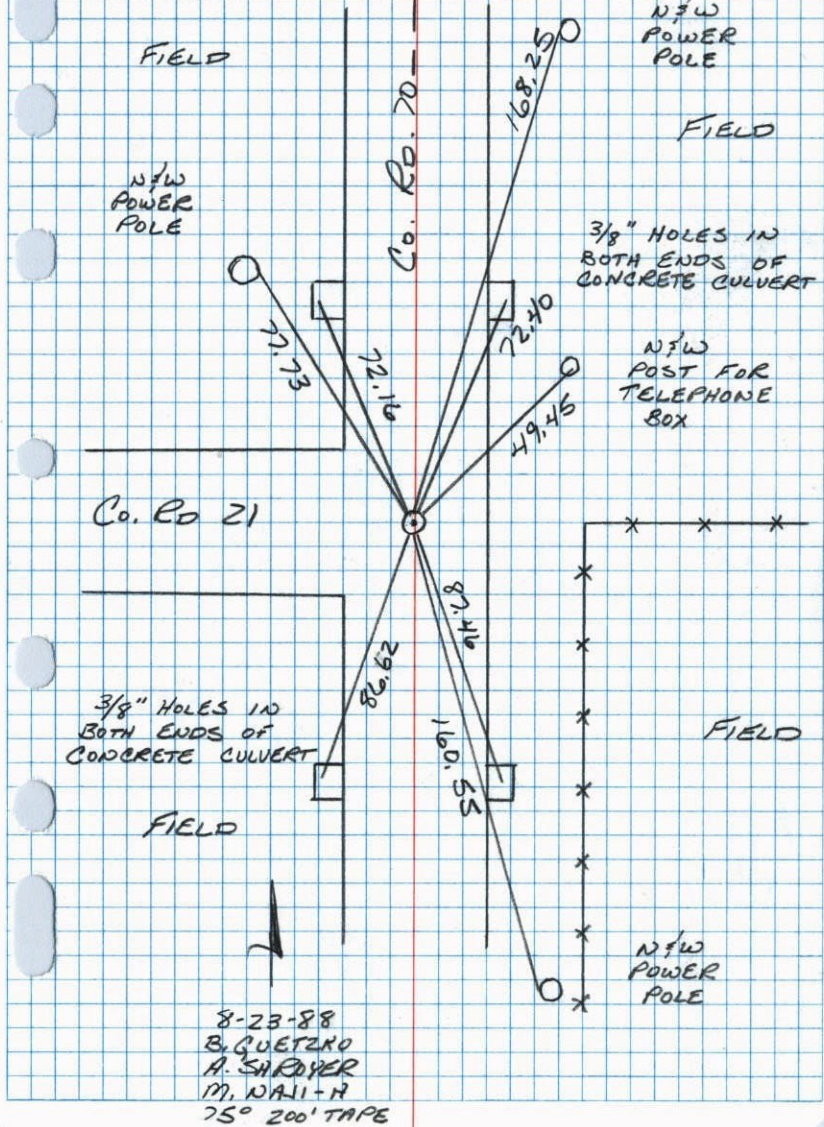 N&W
POWER
POLE
FIELD
168.25
Co. RD. 70
FIELD
N&W
POWER
POLE
3/8" HOLES IN
BOTH ENDS OF
CONCRETE CULVERT
77.73
72.16
72.40
N&W
POST FOR
TELEPHONE
BOX
49.45
Co. RD 21
87.46
86.62
160.55
3/8" HOLES IN
BOTH ENDS OF
CONCRETE CULVERT
FIELD
FIELD
N&W
POWER
POLE
8-23-88
B. GUETZKO
A. SHROYER
M. NAJI-H
75° 200' TAPE